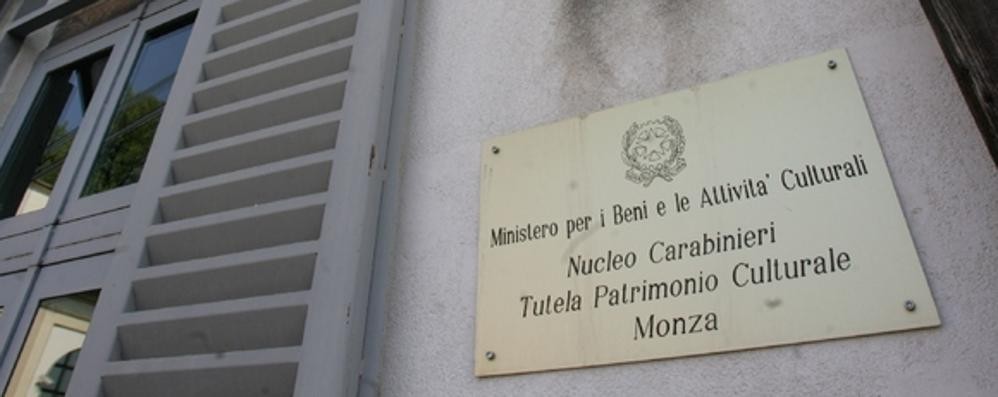 Ministero per i Beni e le Attivita' Culturali
Nucleo Carabinieri
Tutela Patrimonio Culturale
Monza